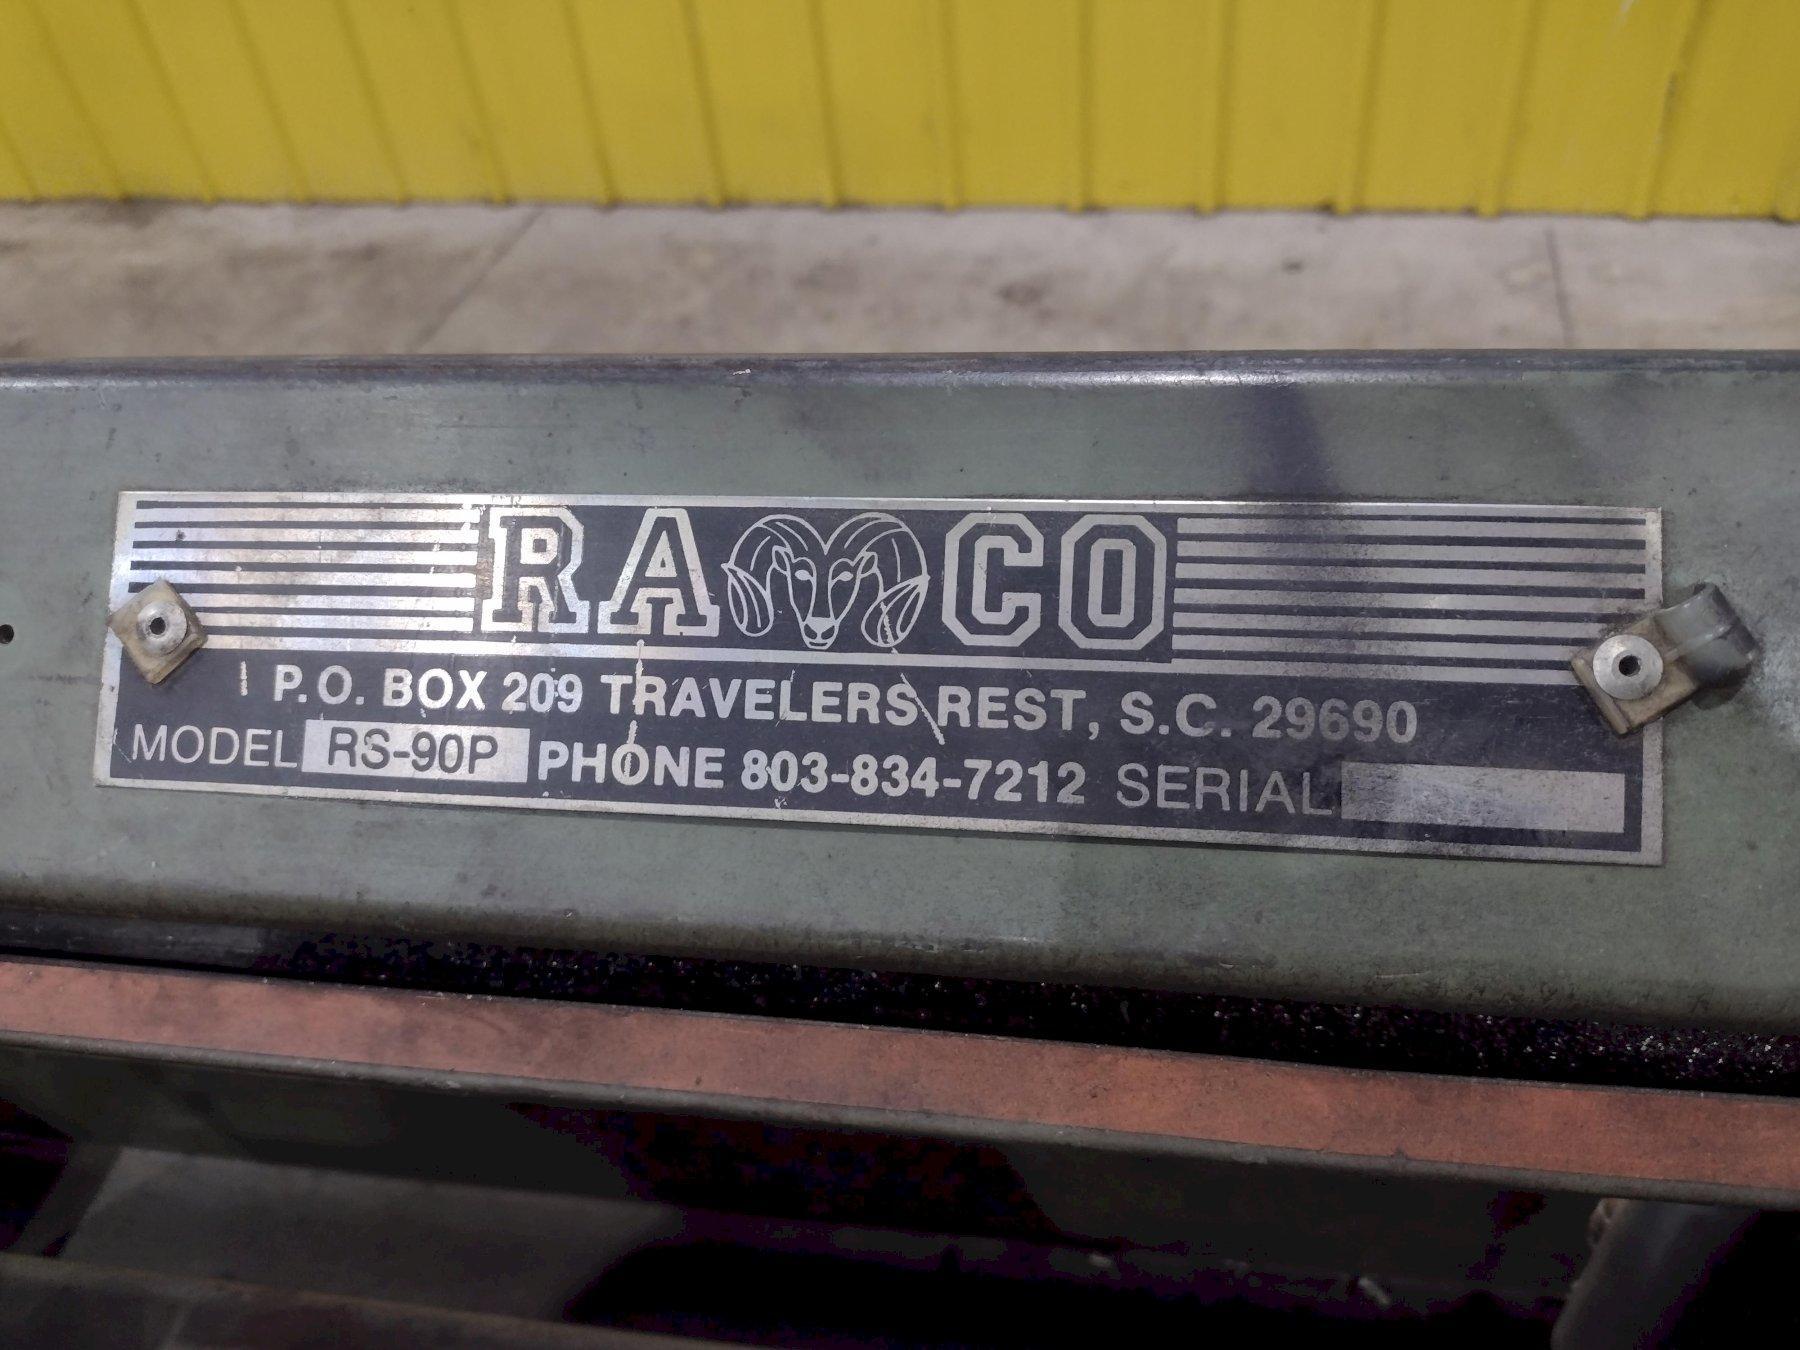 RAMCO
P.O. BOX 209 TRAVELERS REST, S.C. 29690
MODEL RS-90P PHONE 803-834-7212 SERIAL